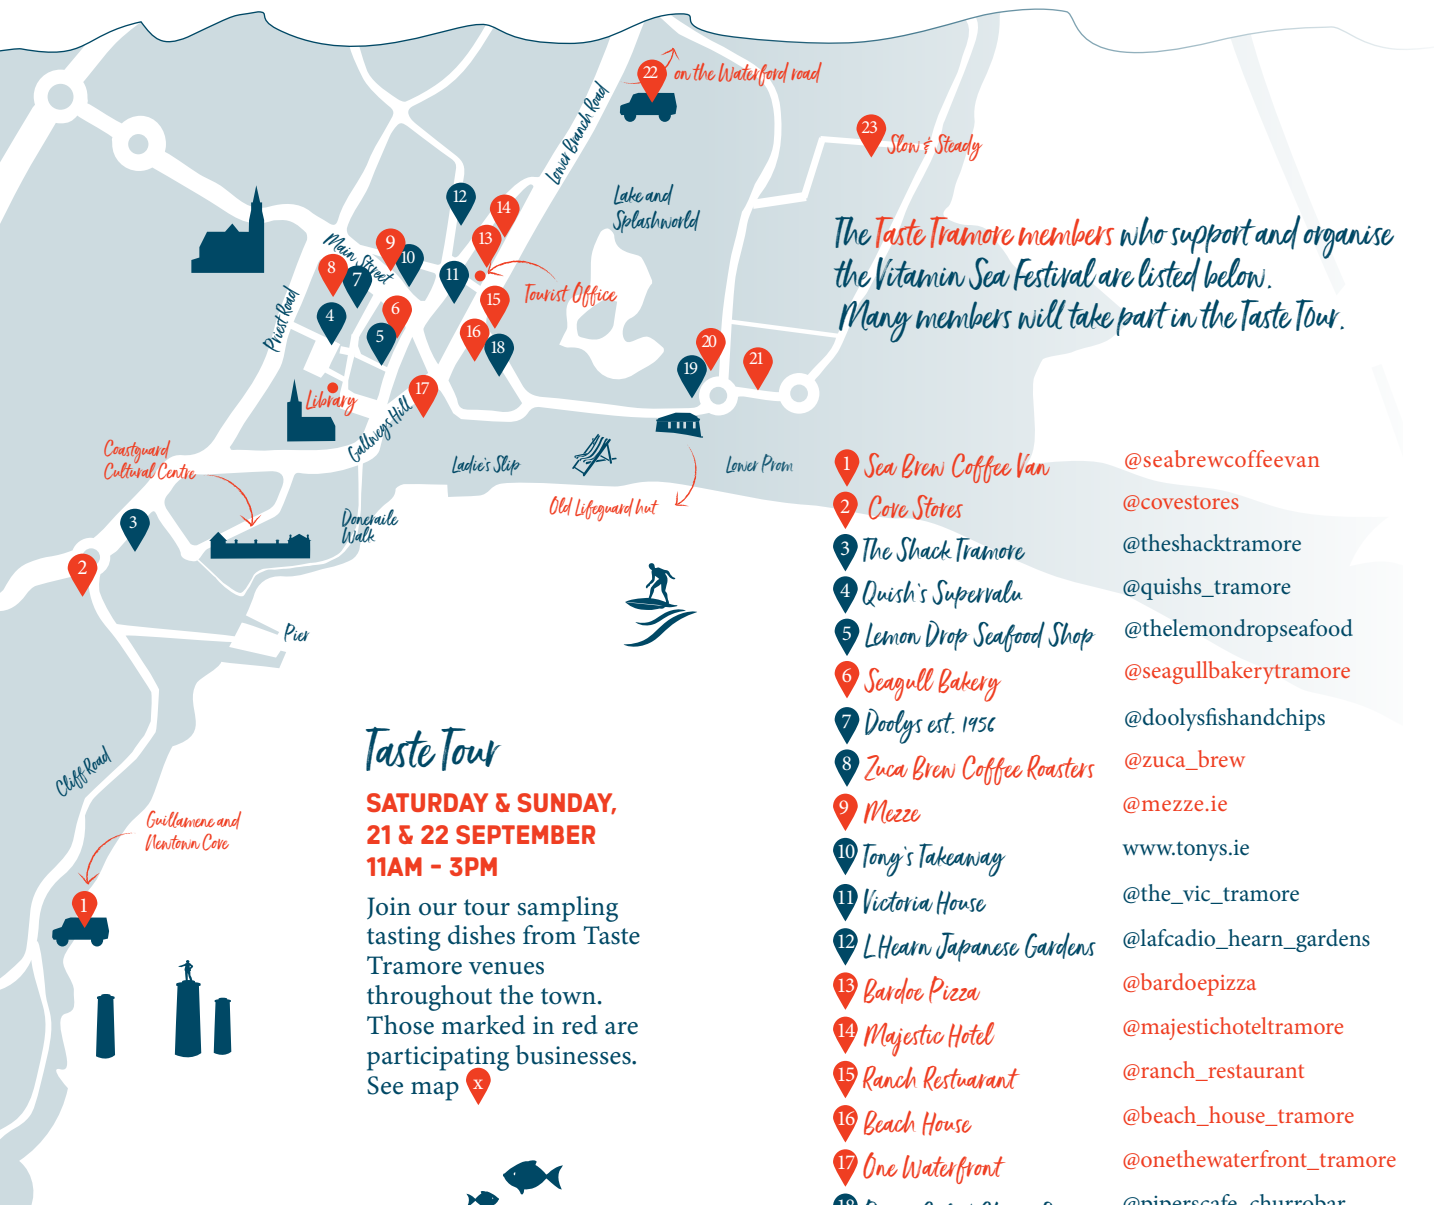 22 on the Waterford road
Lower Branch Road
23 Slow & Steady
12
14
Lake and
Splashworld
13
9
Main Street
10
8
7
11
Tourist Office
15
Priest Road
4
6
5
16
18
20
21
19
17
Library
Gallweys Hill
Coastguard
Cultural Centre
Ladie's Slip
Lower Prom
Old Lifeguard hut
Doneraile
Walk
3
2
Pier
Cliff Road
Guillamene and
Newtown Cove
1
The Taste Tramore members who support and organise
the Vitamin Sea Festival are listed below.
Many members will take part in the Taste Tour.
1 Sea Brew Coffee Van @seabrewcoffeevan
2 Cove Stores @covestores
3 The Shack Tramore @theshacktramore
4 Quish's Supervalu @quishs_tramore
5 Lemon Drop Seafood Shop @thelemondropseafood
6 Seagull Bakery @seagullbakerytramore
7 Doolys est. 1956 @doolysfishandchips
8 Zuca Brew Coffee Roasters @zuca_brew
9 Mezze @mezze.ie
10 Tony's Takeaway www.tonys.ie
11 Victoria House @the_vic_tramore
12 L Hearn Japanese Gardens @lafcadio_hearn_gardens
13 Bardoe Pizza @bardoepizza
14 Majestic Hotel @majestichoteltramore
15 Ranch Restuarant @ranch_restaurant
16 Beach House @beach_house_tramore
17 One Waterfront @onethewaterfront_tramore
18 @piperscafe_churrobar
Taste Tour
SATURDAY & SUNDAY,
21 & 22 SEPTEMBER
11AM - 3PM
Join our tour sampling
tasting dishes from Taste
Tramore venues
throughout the town.
Those marked in red are
participating businesses.
See map x